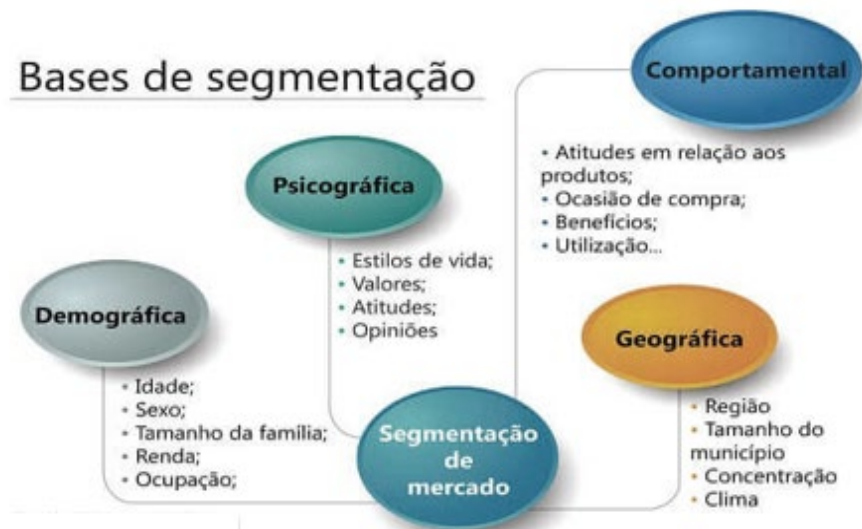 Bases de segmentação
Comportamental
• Atitudes em relação aos
produtos;
• Ocasião de compra;
• Benefícios;
• Utilização...
Psicográfica
• Estilos de vida;
• Valores;
• Atitudes;
• Opiniões
Demográfica
• Idade;
• Sexo;
• Tamanho da família;
• Renda;
• Ocupação;
Geográfica
• Região
• Tamanho do
município
• Concentração
• Clima
Segmentação
de
mercado